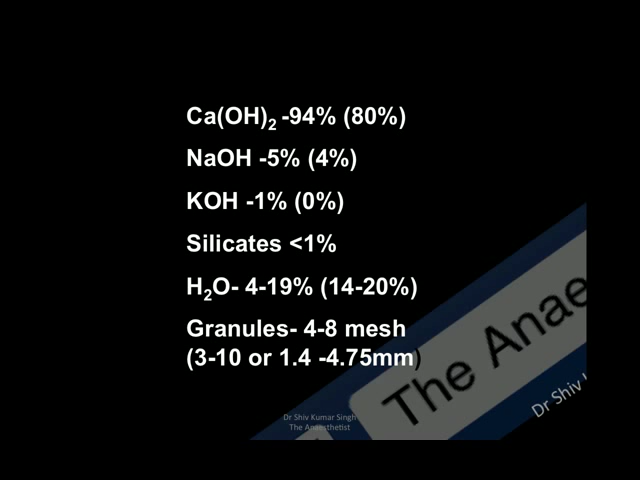 Ca(OH)₂ -94% (80%)
NaOH -5% (4%)
KOH -1% (0%)
Silicates <1%
H₂O- 4-19% (14-20%)
Granules- 4-8 mesh
(3-10 or 1.4 -4.75mm)
The Anae
Dr Shiv
Dr Shiv Kumar Singh
The Anaesthetist